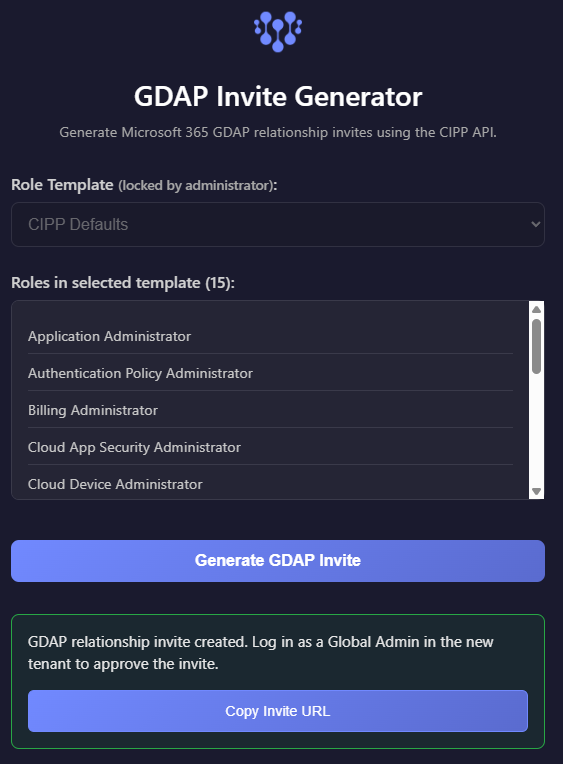 GDAP Invite Generator
Generate Microsoft 365 GDAP relationship invites using the CIPP API.
Role Template (locked by administrator):
CIPP Defaults
Roles in selected template (15):
Application Administrator
Authentication Policy Administrator
Billing Administrator
Cloud App Security Administrator
Cloud Device Administrator
Generate GDAP Invite
GDAP relationship invite created. Log in as a Global Admin in the new
tenant to approve the invite.
Copy Invite URL